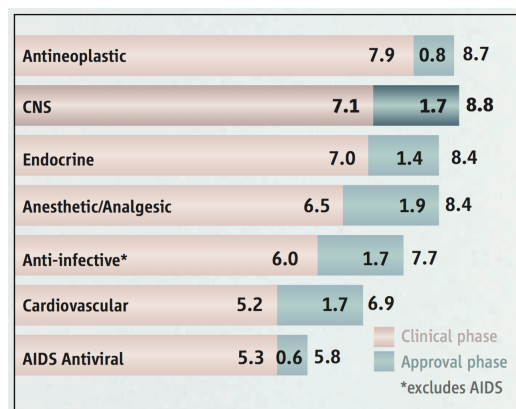 Antineoplastic 7.9 0.8 8.7
CNS 7.1 1.7 8.8
Endocrine 7.0 1.4 8.4
Anesthetic/Analgesic 6.5 1.9 8.4
Anti-infective* 6.0 1.7 7.7
Cardiovascular 5.2 1.7 6.9
Clinical phase
AIDS Antiviral 5.3 0.6 5.8
Approval phase
*excludes AIDS